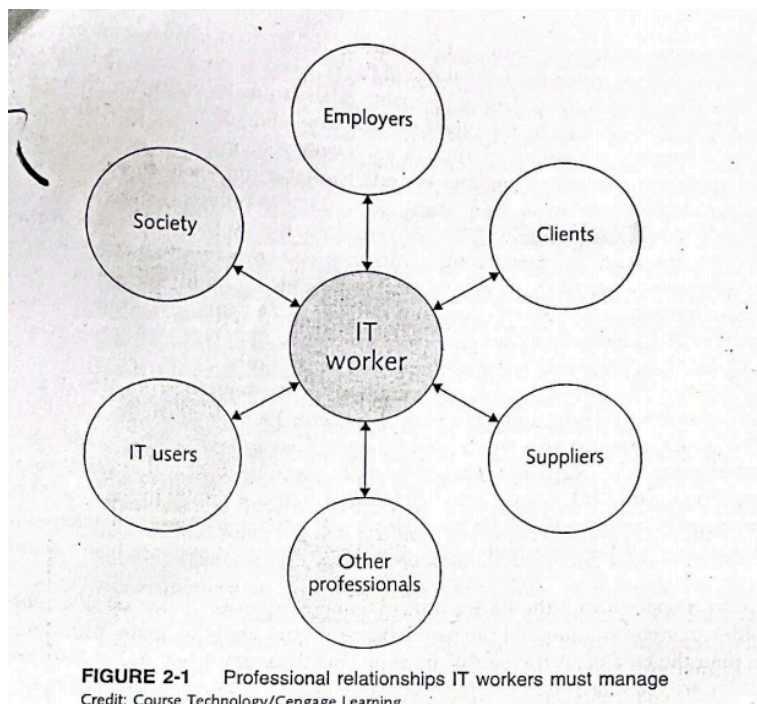 Employers
Society
Clients
IT
worker
IT users
Suppliers
Other
professionals
FIGURE 2-1 Professional relationships IT workers must manage
Credit: Course Technology/Cengage Learning